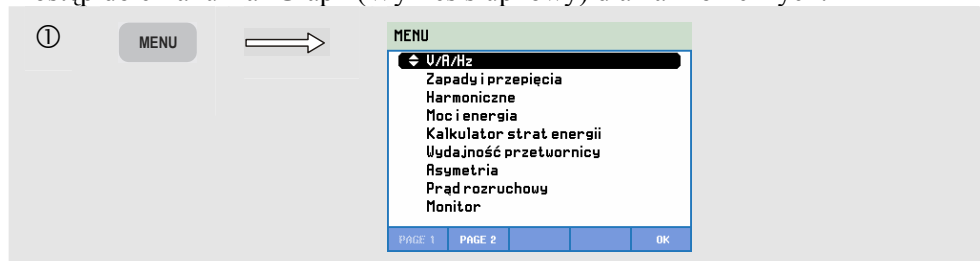 ① MENU
MENU
V/A/Hz
Zapady i przepięcia
Harmoniczne
Moc i energia
Kalkulator strat energii
Wydajność przetwornicy
Asymetria
Prąd rozruchowy
Monitor
PAGE 1 PAGE 2 OK